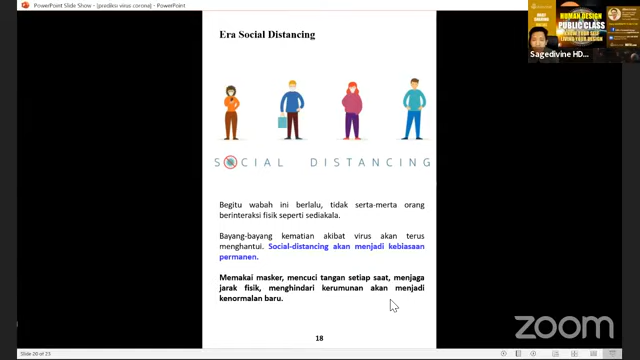 PowerPoint Slide Show - [prediksi virus corona] - PowerPoint
Era Social Distancing
SOCIAL DISTANCING
Begitu wabah ini berlalu, tidak serta-merta orang
berinteraksi fisik seperti sediakala.
Bayang-bayang kematian akibat virus akan terus
menghantui. Social-distancing akan menjadi kebiasaan
permanen.
Memakai masker, mencuci tangan setiap saat, menjaga
jarak fisik, menghindari kerumunan akan menjadi
kenormalan baru.
18
HUMAN DESIGN
PUBLIC CLASS
Sagedivine HD...
Slide 20 of 23
zoom